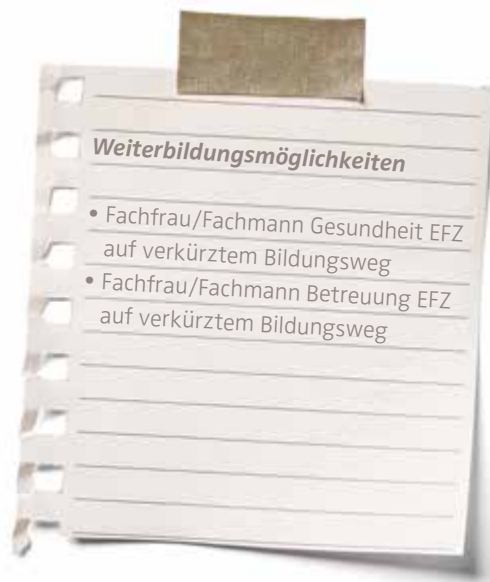 Weiterbildungsmöglichkeiten
• Fachfrau/Fachmann Gesundheit EFZ
auf verkürztem Bildungsweg
• Fachfrau/Fachmann Betreuung EFZ
auf verkürztem Bildungsweg